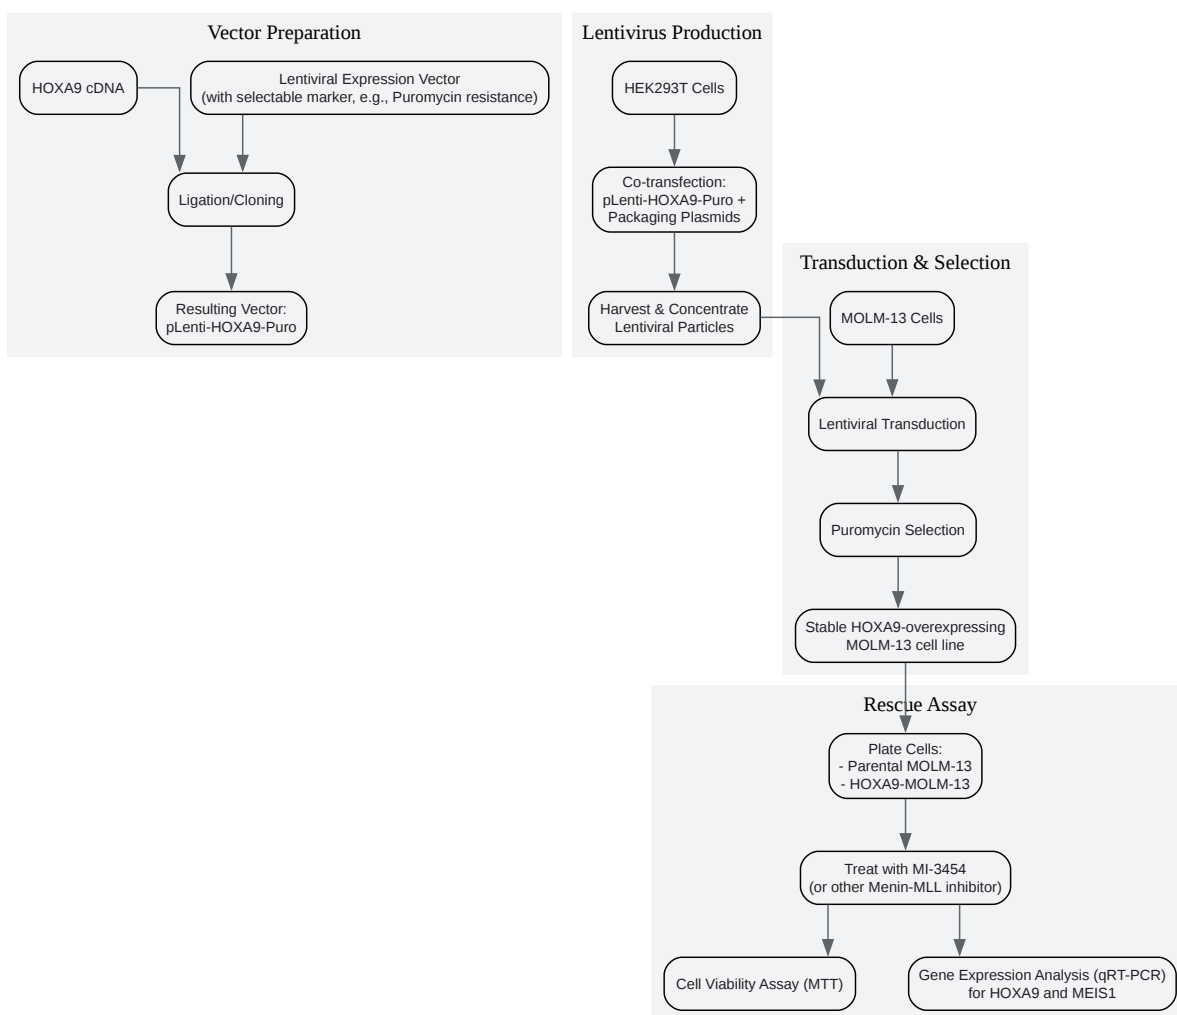 Vector Preparation
HOXA9 cDNA
Lentiviral Expression Vector
(with selectable marker, e.g., Puromycin resistance)
Ligation/Cloning
Resulting Vector:
pLenti-HOXA9-Puro
Lentivirus Production
HEK293T Cells
Co-transfection:
pLenti-HOXA9-Puro +
Packaging Plasmids
Harvest & Concentrate
Lentiviral Particles
Transduction & Selection
MOLM-13 Cells
Lentiviral Transduction
Puromycin Selection
Stable HOXA9-overexpressing
MOLM-13 cell line
Rescue Assay
Plate Cells:
- Parental MOLM-13
- HOXA9-MOLM-13
Treat with MI-3454
(or other Menin-MLL inhibitor)
Cell Viability Assay (MTT)
Gene Expression Analysis (qRT-PCR)
for HOXA9 and MEIS1